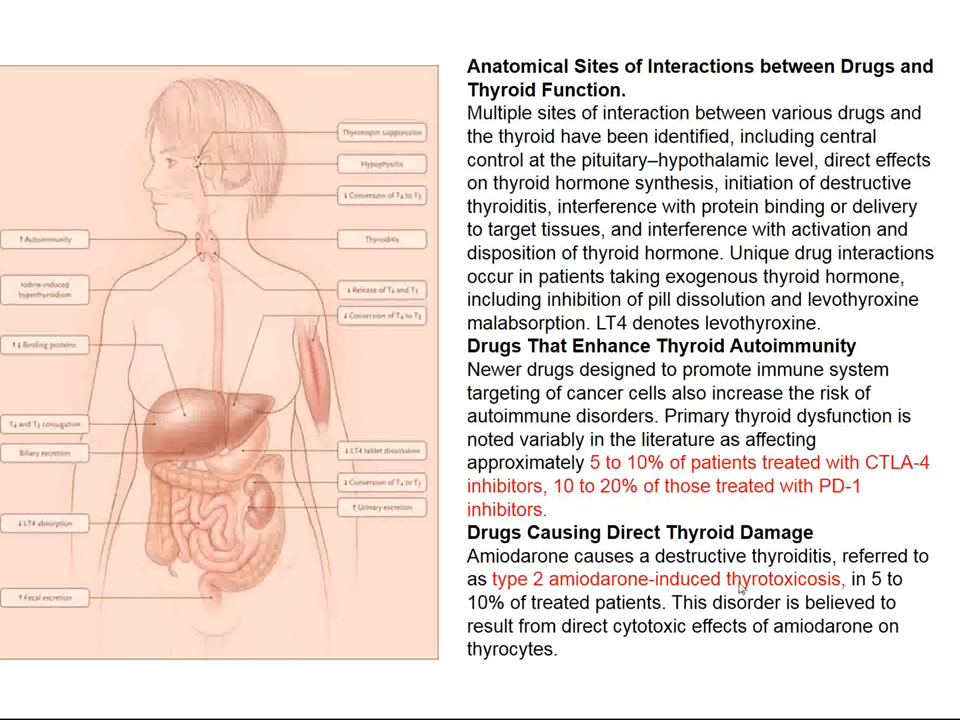 Thyrotropin suppression
Hypophysitis
↓ Conversion of T4 to T3
↑ Autoimmunity
Thyroiditis
Iodine-induced
hyperthyroidism
↓ Release of T4 and T3
↓ Conversion of T4 to T3
↑↓ Binding proteins
T4 and T3 conjugation
Biliary excretion
↓ LT4 tablet dissolution
↓ Conversion of T4 to T3
↑ Urinary excretion
↓ LT4 absorption
↑ Fecal excretion
Anatomical Sites of Interactions between Drugs and
Thyroid Function.
Multiple sites of interaction between various drugs and
the thyroid have been identified, including central
control at the pituitary–hypothalamic level, direct effects
on thyroid hormone synthesis, initiation of destructive
thyroiditis, interference with protein binding or delivery
to target tissues, and interference with activation and
disposition of thyroid hormone. Unique drug interactions
occur in patients taking exogenous thyroid hormone,
including inhibition of pill dissolution and levothyroxine
malabsorption. LT4 denotes levothyroxine.
Drugs That Enhance Thyroid Autoimmunity
Newer drugs designed to promote immune system
targeting of cancer cells also increase the risk of
autoimmune disorders. Primary thyroid dysfunction is
noted variably in the literature as affecting
approximately 5 to 10% of patients treated with CTLA-4
inhibitors, 10 to 20% of those treated with PD-1
inhibitors.
Drugs Causing Direct Thyroid Damage
Amiodarone causes a destructive thyroiditis, referred to
as type 2 amiodarone-induced thyrotoxicosis, in 5 to
10% of treated patients. This disorder is believed to
result from direct cytotoxic effects of amiodarone on
thyrocytes.